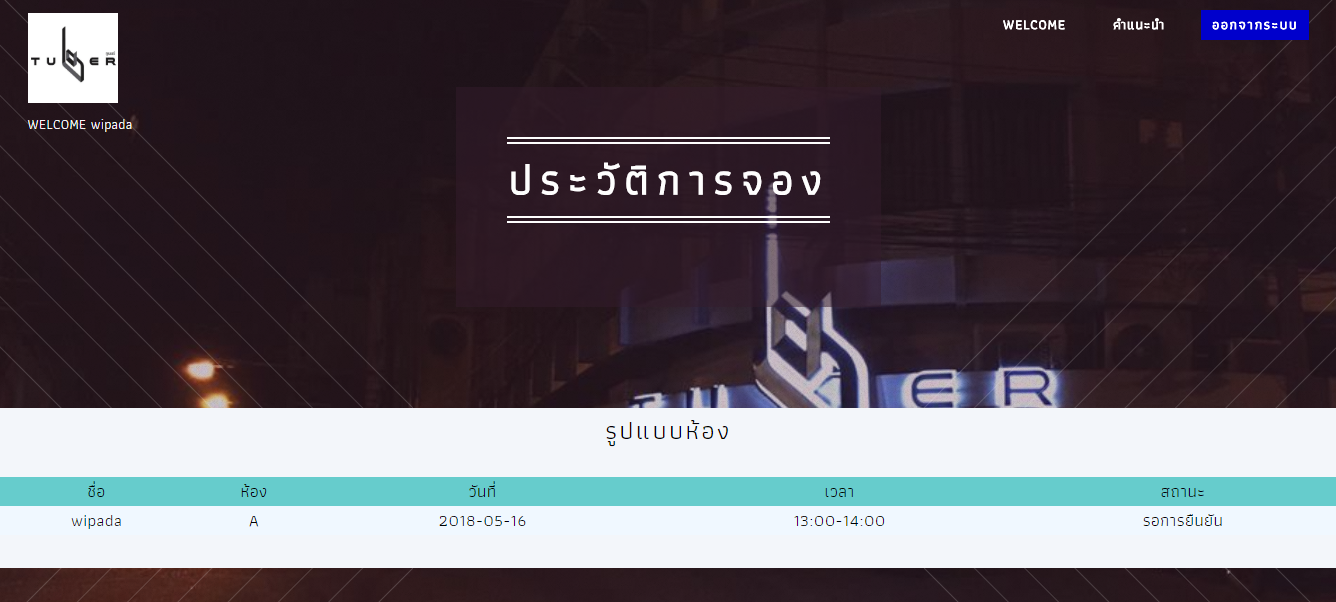 TUBBER
WELCOME คำแนะนำ ออกจากระบบ
WELCOME wipada
ประวัติการจอง
ER
รูปแบบห้อง
ชื่อ ห้อง วันที่ เวลา สถานะ
wipada A 2018-05-16 13:00-14:00 รอการยืนยัน